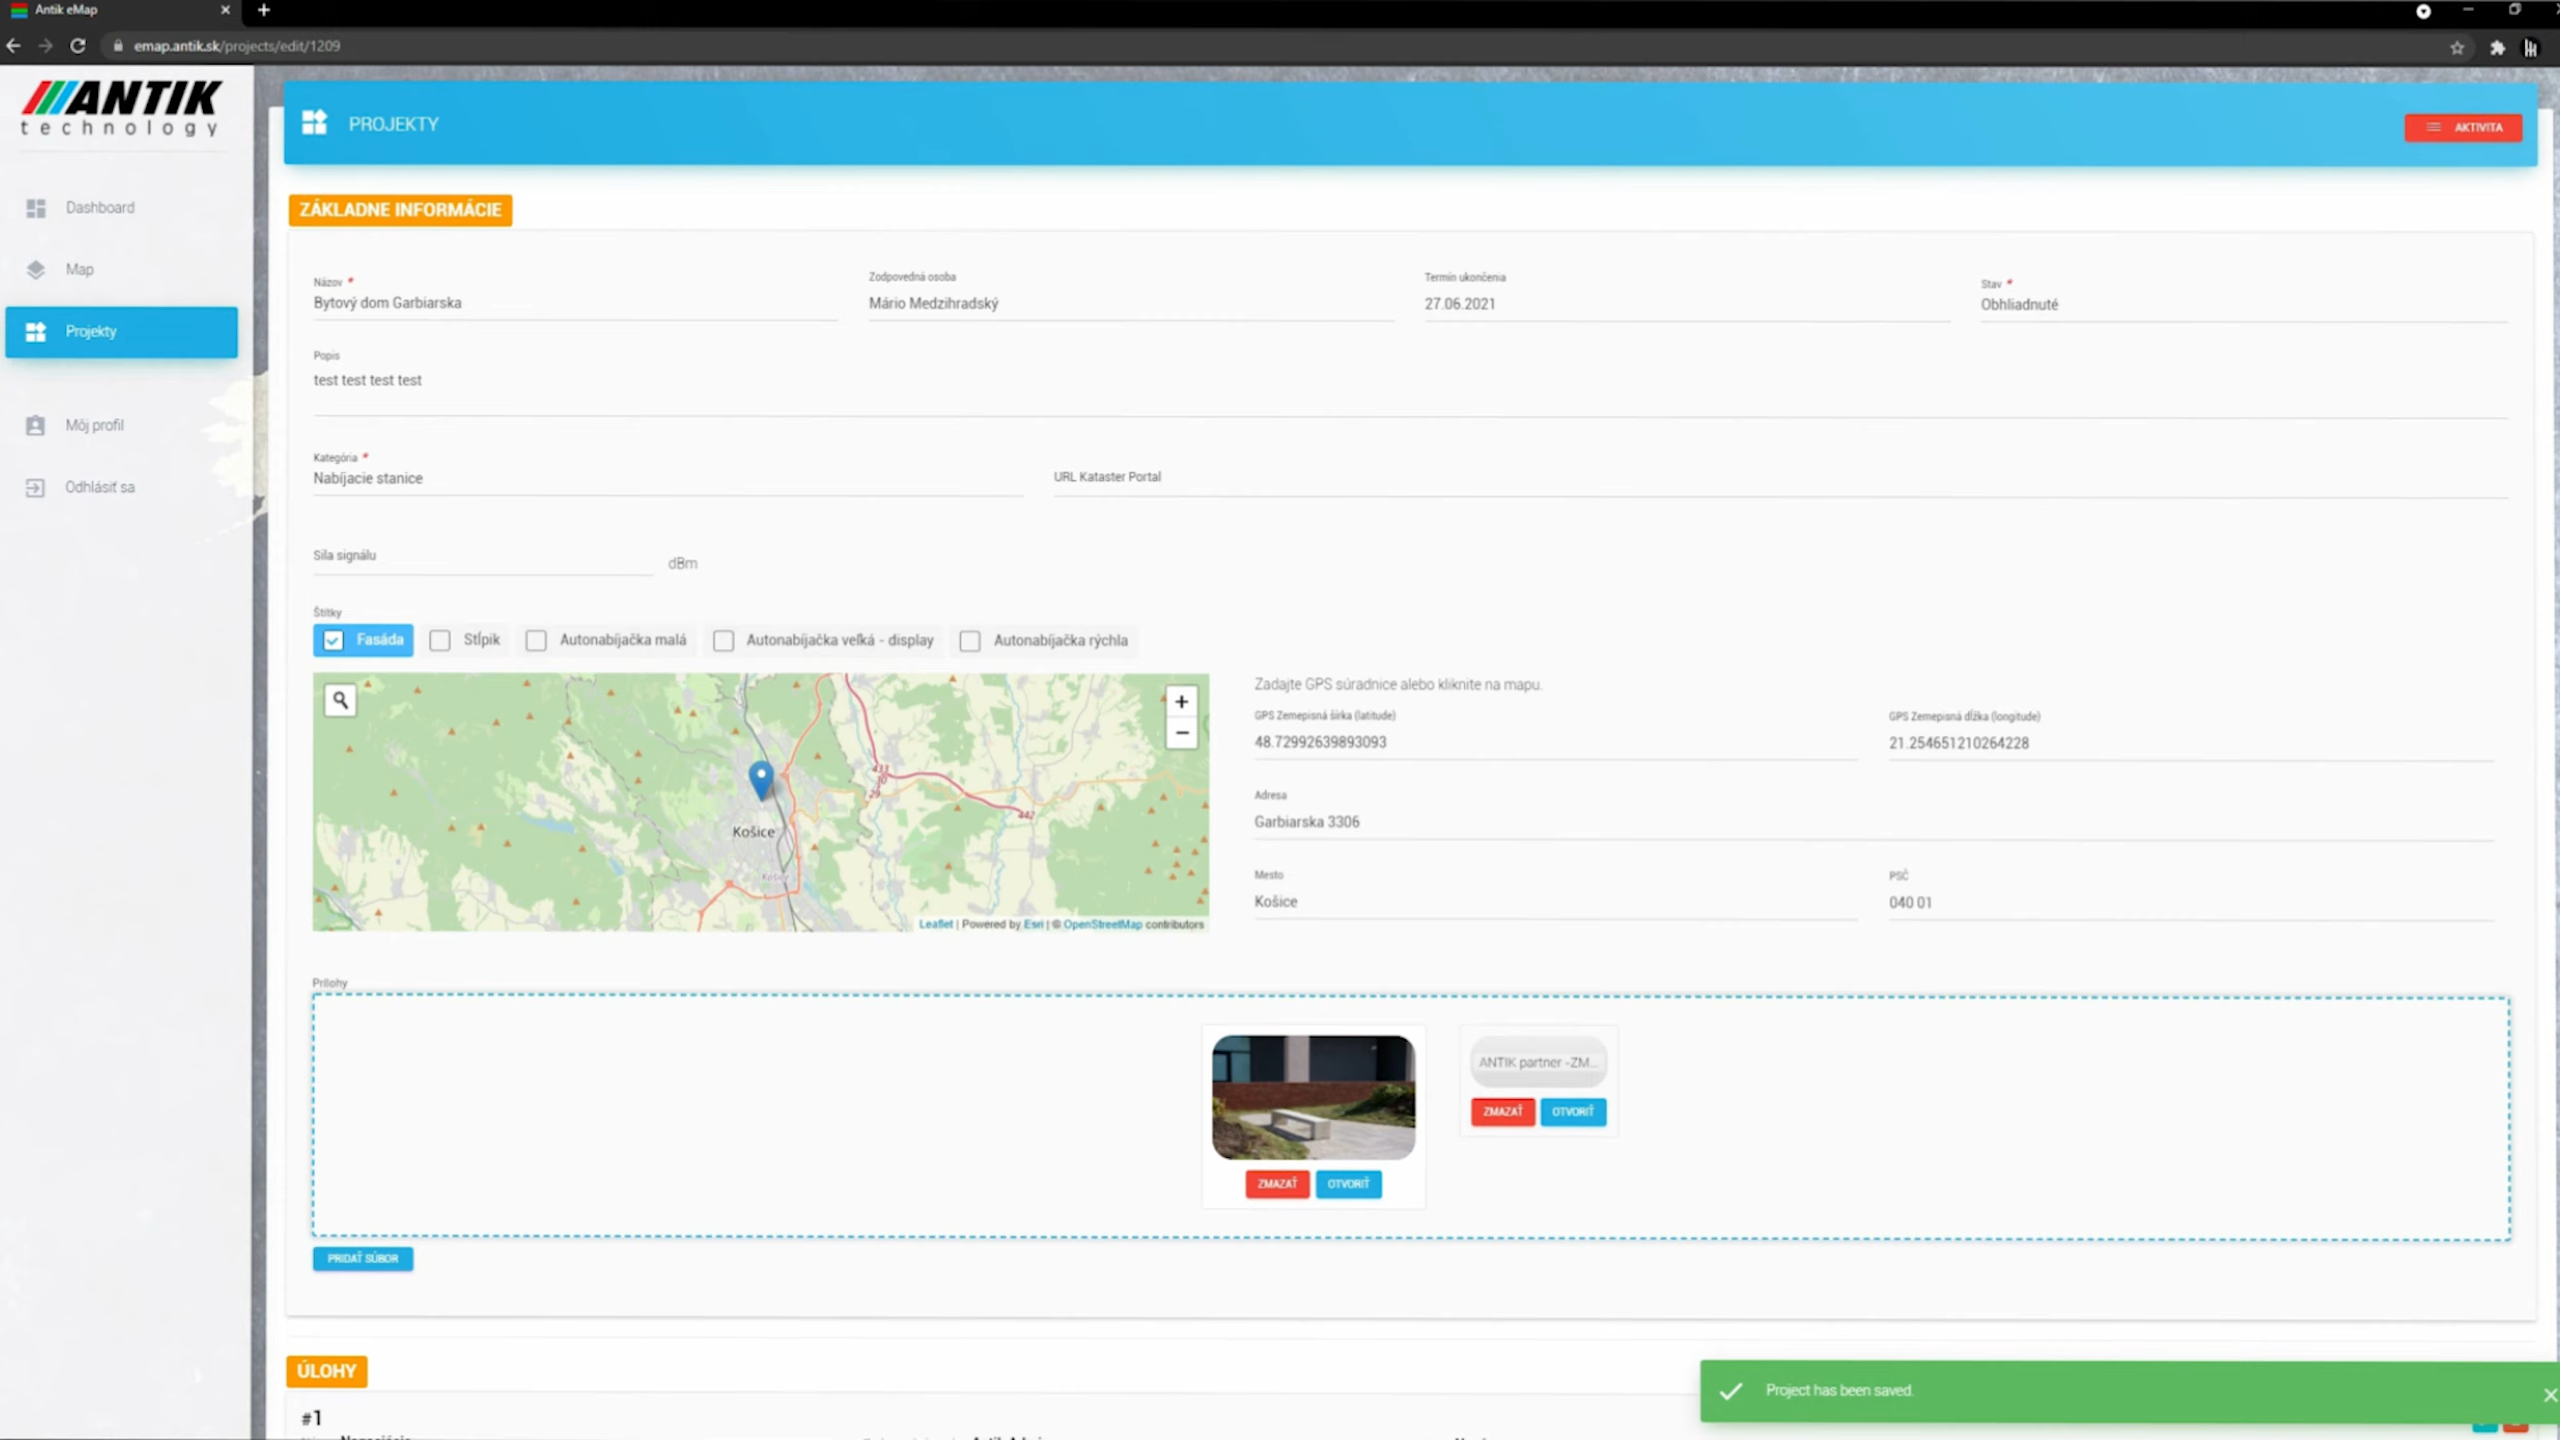 Antik eMap
emap.antik.sk/projects/edit/1209
ANTIK
technology
Dashboard
Map
Projekty
Môj profil
Odhlásiť sa
PROJEKTY
AKTIVITA
ZÁKLADNE INFORMÁCIE
Názov *
Bytový dom Garbiarska
Zodpovedná osoba
Mário Medzihradský
Termín ukončenia
27.06.2021
Stav *
Obhliadnuté
Popis
test test test test
Kategória *
Nabíjacie stanice
URL Kataster Portal
Sila signálu
dBm
Štítky
Fasáda
Stĺpik
Autonabíjačka malá
Autonabíjačka veľká - display
Autonabíjačka rýchla
+
−
433
30
29
442
Košice
Košice
Leaflet | Powered by Esri | © OpenStreetMap contributors
Zadajte GPS súradnice alebo kliknite na mapu.
GPS Zemepisná šírka (latitude)
48.72992639893093
GPS Zemepisná dĺžka (longitude)
21.254651210264228
Adresa
Garbiarska 3306
Mesto
Košice
PSČ
040 01
Prílohy
ZMAZAŤ
OTVORIŤ
ANTIK partner -ZM...
ZMAZAŤ
OTVORIŤ
PRIDAŤ SÚBOR
ÚLOHY
#1
Project has been saved.